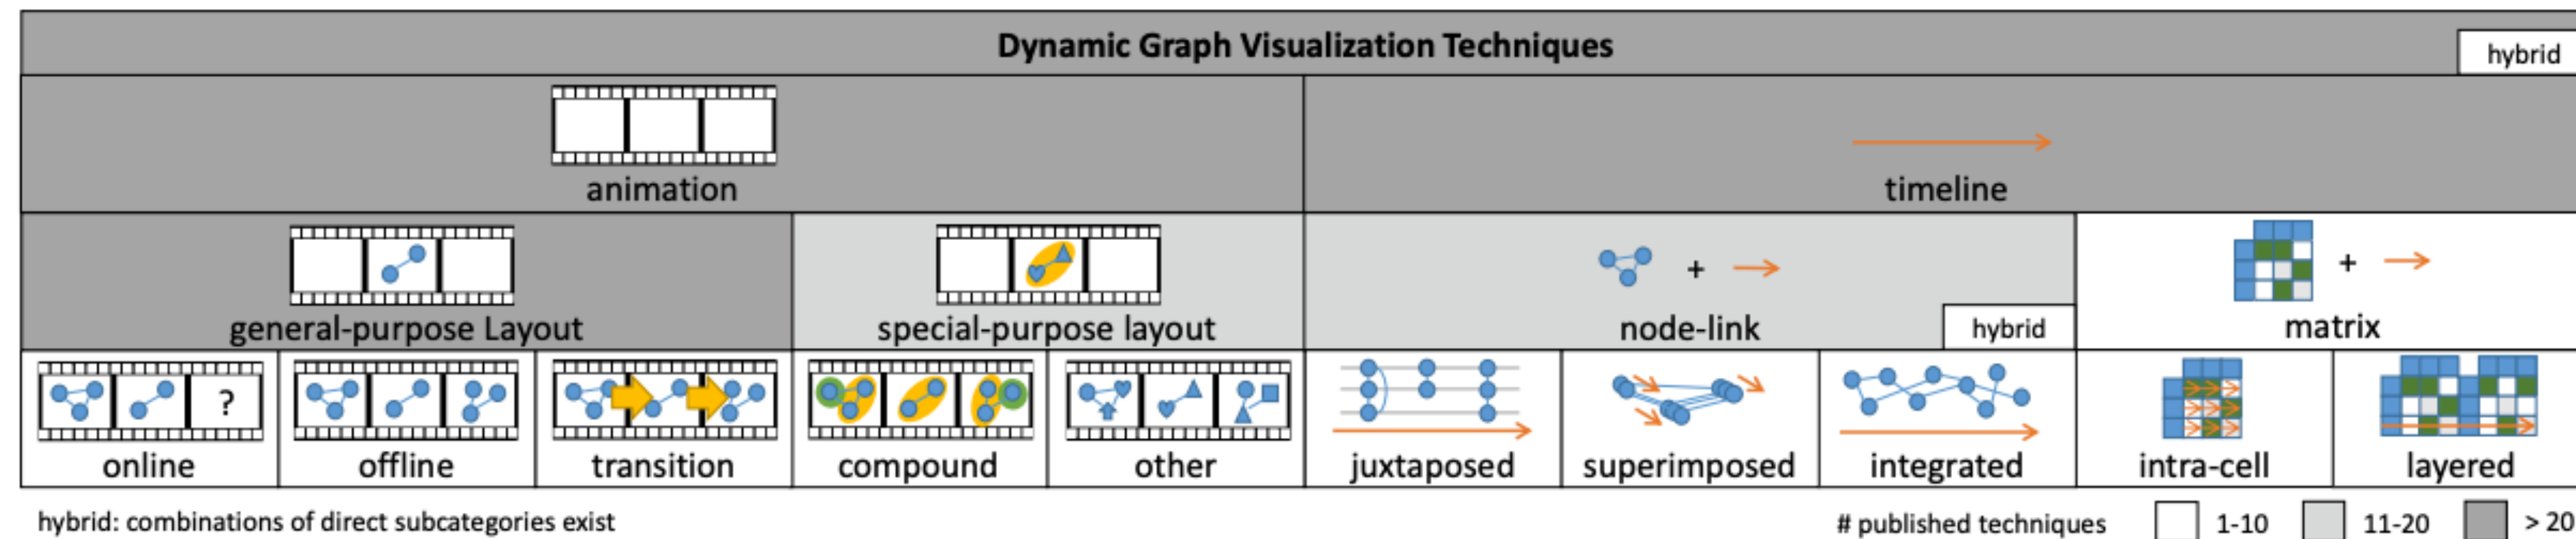 Dynamic Graph Visualization Techniques
hybrid
animation
timeline
+
+
general-purpose Layout
special-purpose layout
node-link
hybrid
matrix
?
online
offline
transition
compound
other
juxtaposed
superimposed
integrated
intra-cell
layered
hybrid: combinations of direct subcategories exist
# published techniques 1-10 11-20 > 20